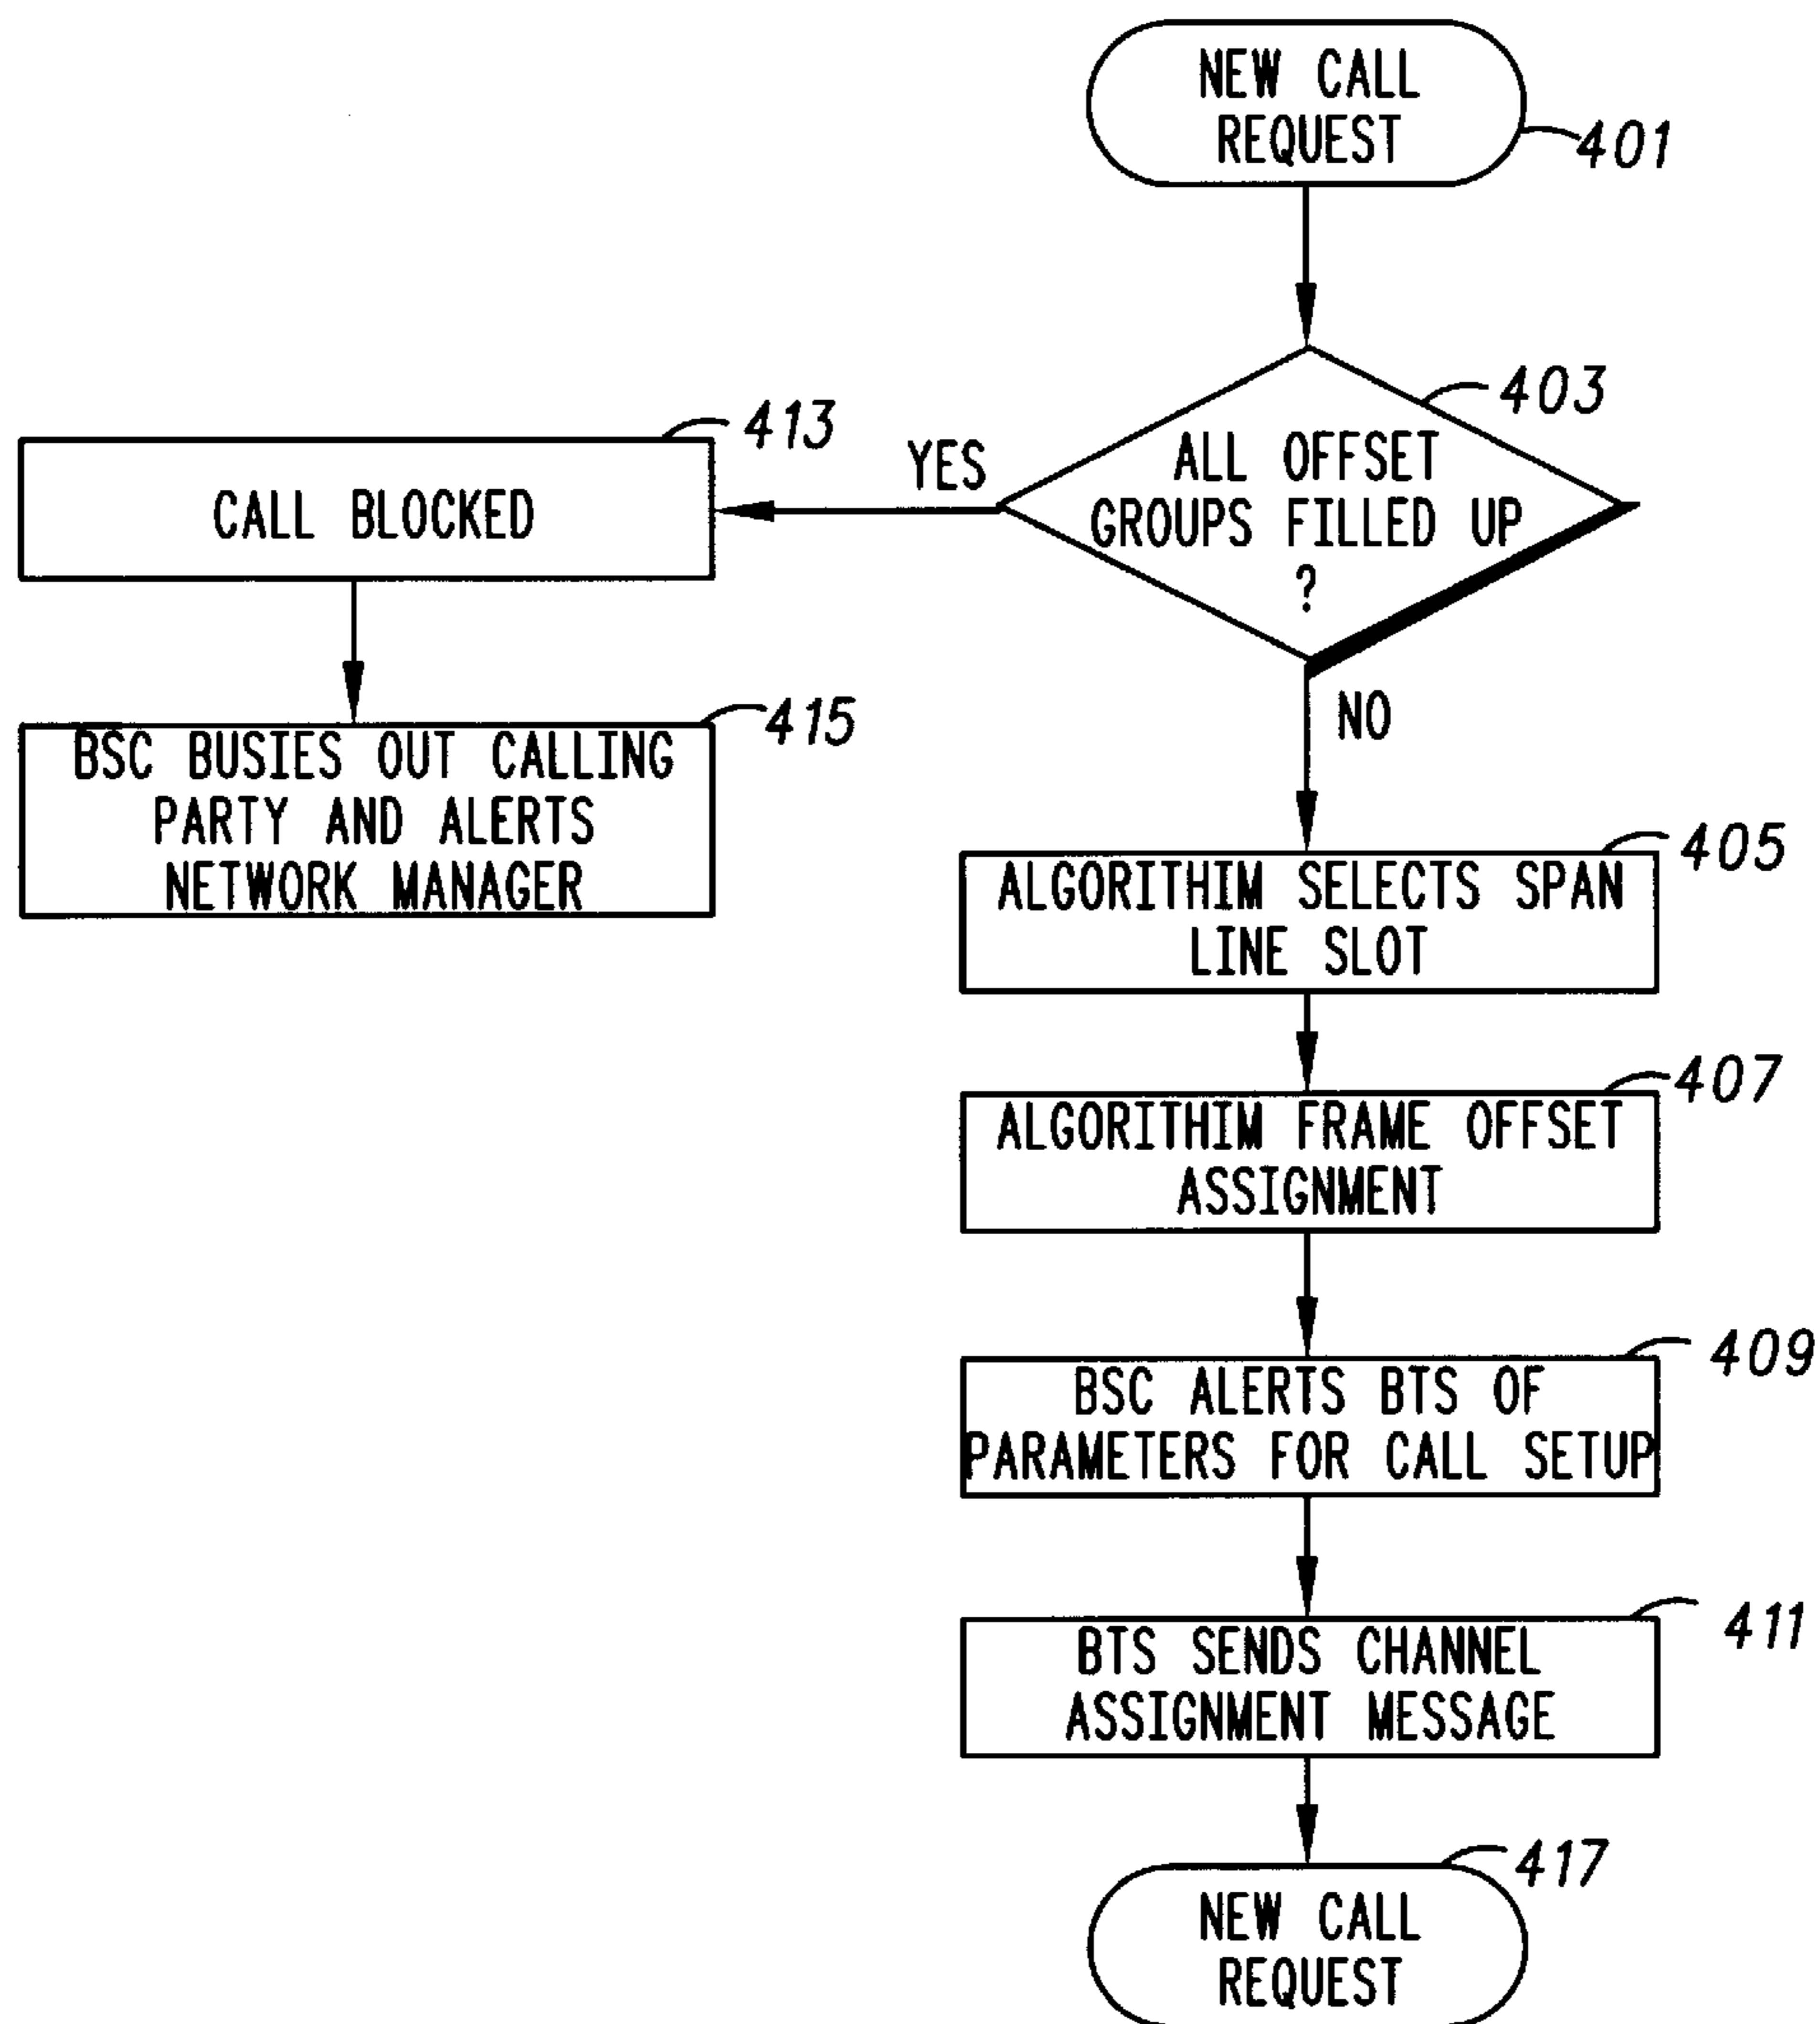 NEW CALL
REQUEST
401
403
ALL OFFSET
GROUPS FILLED UP
?
YES
413
CALL BLOCKED
415
BSC BUSIES OUT CALLING
PARTY AND ALERTS
NETWORK MANAGER
NO
405
ALGORITHIM SELECTS SPAN
LINE SLOT
407
ALGORITHIM FRAME OFFSET
ASSIGNMENT
409
BSC ALERTS BTS OF
PARAMETERS FOR CALL SETUP
411
BTS SENDS CHANNEL
ASSIGNMENT MESSAGE
417
NEW CALL
REQUEST